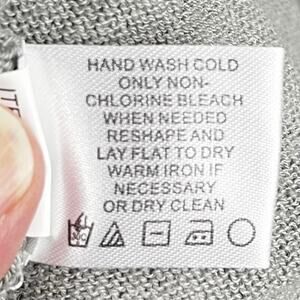 HAND WASH COLD
ONLY NON-
CHLORINE BLEACH
WHEN NEEDED
RESHAPE AND
LAY FLAT TO DRY
WARM IRON IF
NECESSARY
OR DRY CLEAN